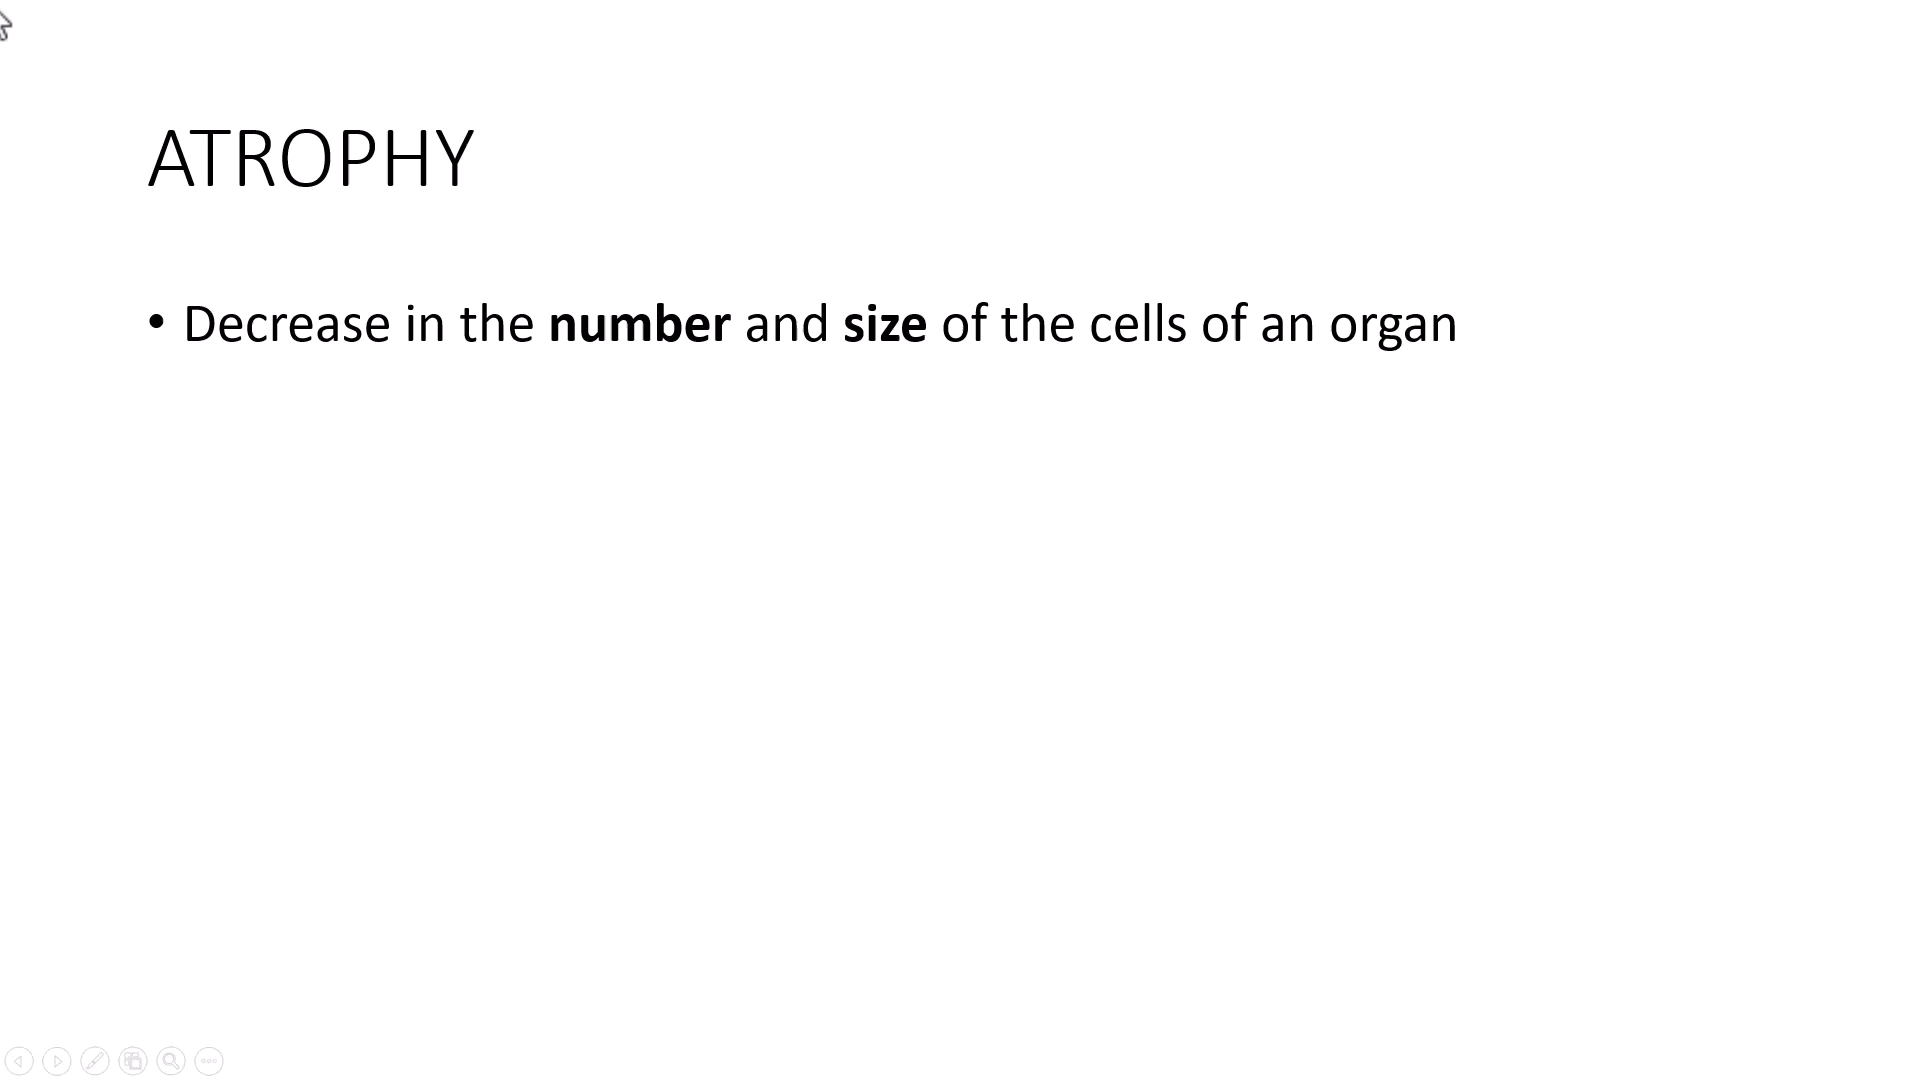 ATROPHY
• Decrease in the number and size of the cells of an organ